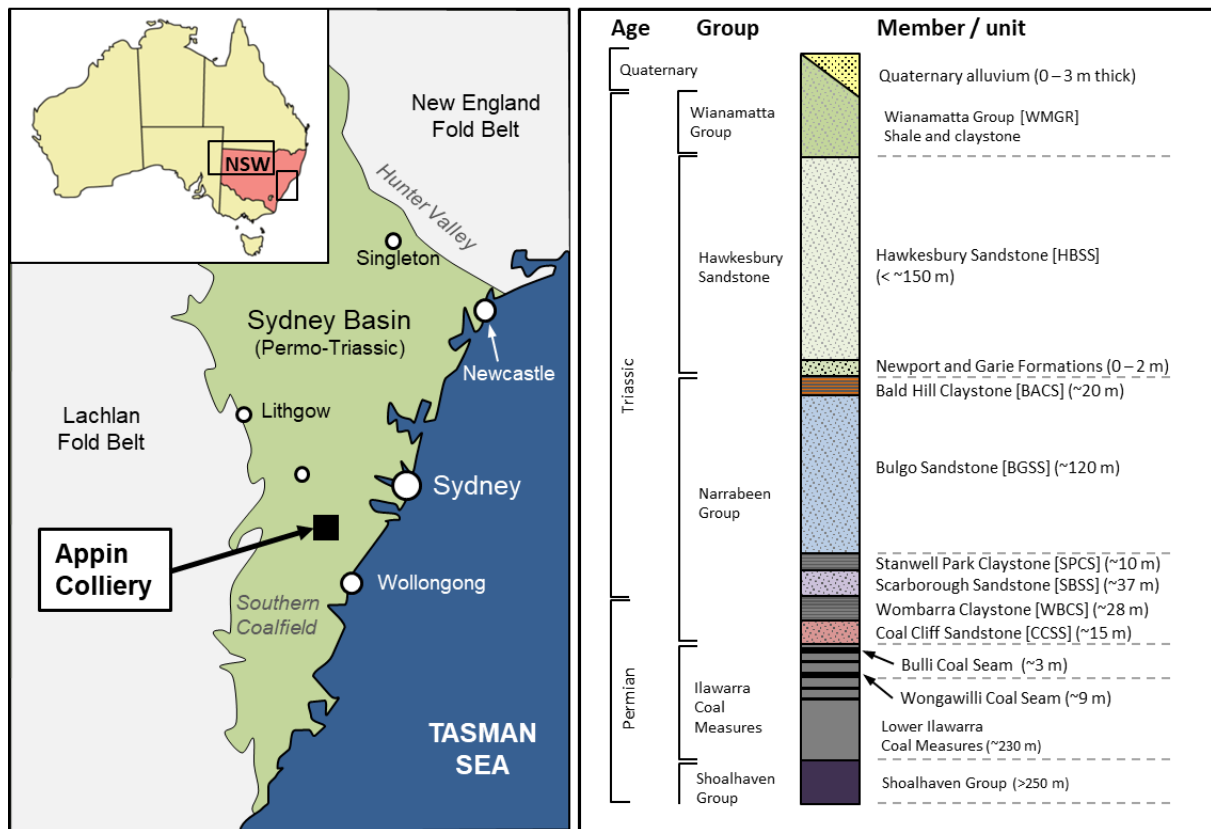 NSW
New England
Fold Belt
Hunter Valley
Singleton
Sydney Basin
(Permo-Triassic)
Newcastle
Lithgow
Lachlan
Fold Belt
Sydney
Appin
Colliery
Wollongong
Southern
Coalfield
TASMAN
SEA
Age Group Member / unit
Quaternary
Quaternary alluvium (0 – 3 m thick)
Wianamatta
Group
Wianamatta Group [WMGR]
Shale and claystone
Triassic
Hawkesbury
Sandstone
Hawkesbury Sandstone [HBSS]
(< ~150 m)
Newport and Garie Formations (0 – 2 m)
Bald Hill Claystone [BACS] (~20 m)
Narrabeen
Group
Bulgo Sandstone [BGSS] (~120 m)
Stanwell Park Claystone [SPCS] (~10 m)
Scarborough Sandstone [SBSS] (~37 m)
Wombarra Claystone [WBCS] (~28 m)
Coal Cliff Sandstone [CCSS] (~15 m)
Permian
Ilawarra
Coal
Measures
Bulli Coal Seam (~3 m)
Wongawilli Coal Seam (~9 m)
Lower Ilawarra
Coal Measures (~230 m)
Shoalhaven
Group
Shoalhaven Group (>250 m)